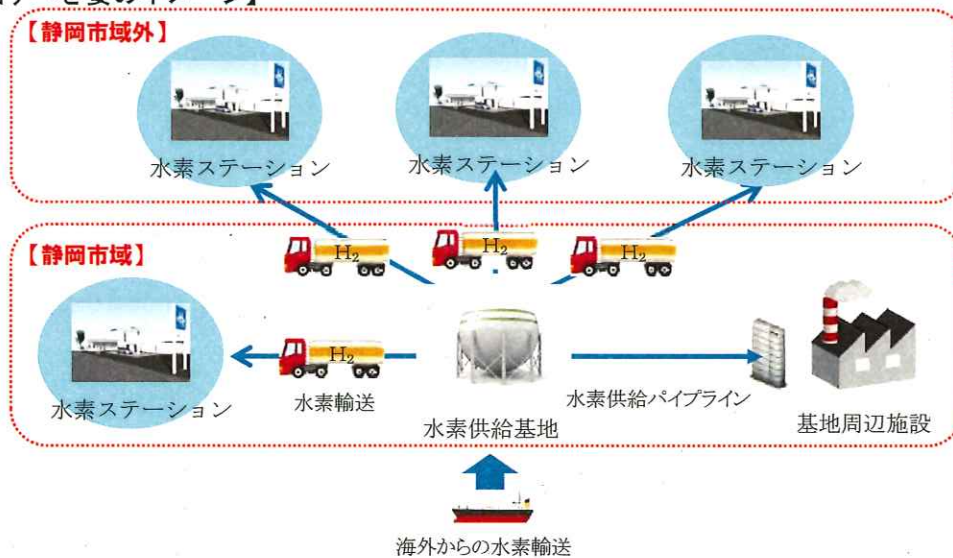 【静岡市域外】
水素ステーション
水素ステーション
水素ステーション
H₂
H₂
H₂
【静岡市域】
H₂
水素ステーション
水素輸送
水素供給基地
水素供給パイプライン
基地周辺施設
海外からの水素輸送